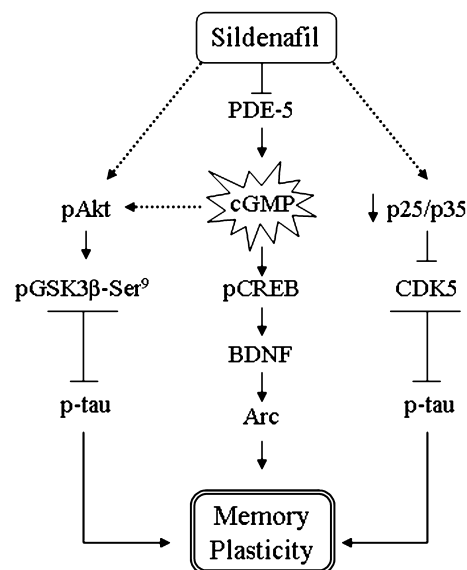 Sildenafil
PDE-5
pAkt
cGMP
↓ p25/p35
pGSK3β-Ser⁹
pCREB
CDK5
BDNF
p-tau
Arc
p-tau
Memory
Plasticity